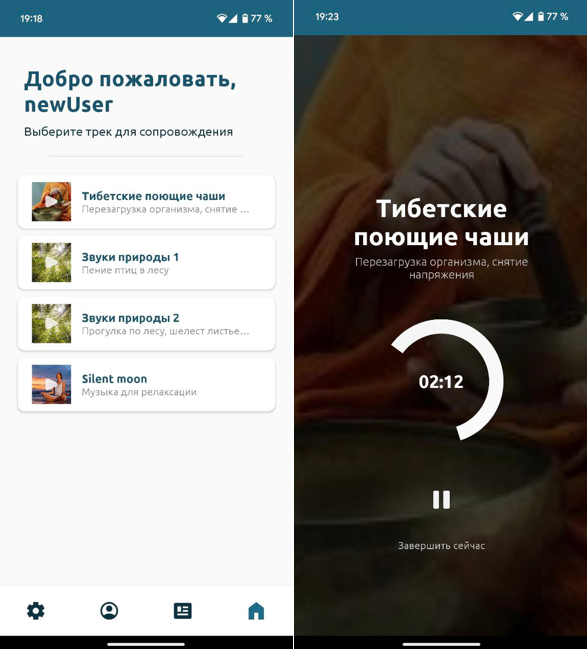 19:18
77 %
Добро пожаловать,
newUser
Выберите трек для сопровождения
Тибетские поющие чаши
Перезагрузка организма, снятие ...
Звуки природы 1
Пение птиц в лесу
Звуки природы 2
Прогулка по лесу, шелест листье...
Silent moon
Музыка для релаксации
19:23
77 %
Тибетские
поющие чаши
Перезагрузка организма, снятие
напряжения
02:12
Завершить сейчас